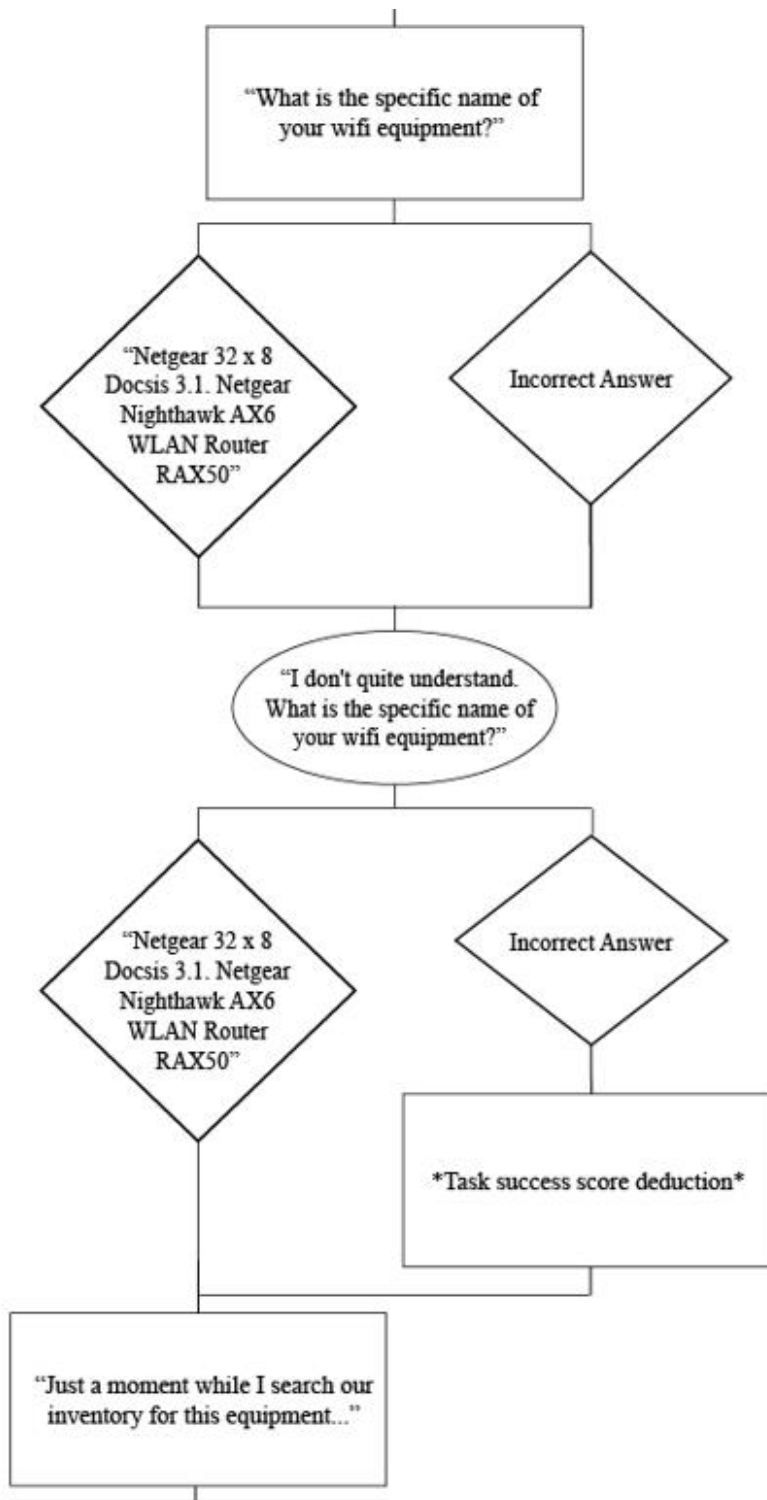 “What is the specific name of
your wifi equipment?”
“Netgear 32 x 8
Docsis 3.1. Netgear
Nighthawk AX6
WLAN Router
RAX50”
Incorrect Answer
“I don't quite understand.
What is the specific name of
your wifi equipment?”
“Netgear 32 x 8
Docsis 3.1. Netgear
Nighthawk AX6
WLAN Router
RAX50”
Incorrect Answer
*Task success score deduction*
“Just a moment while I search our
inventory for this equipment...”